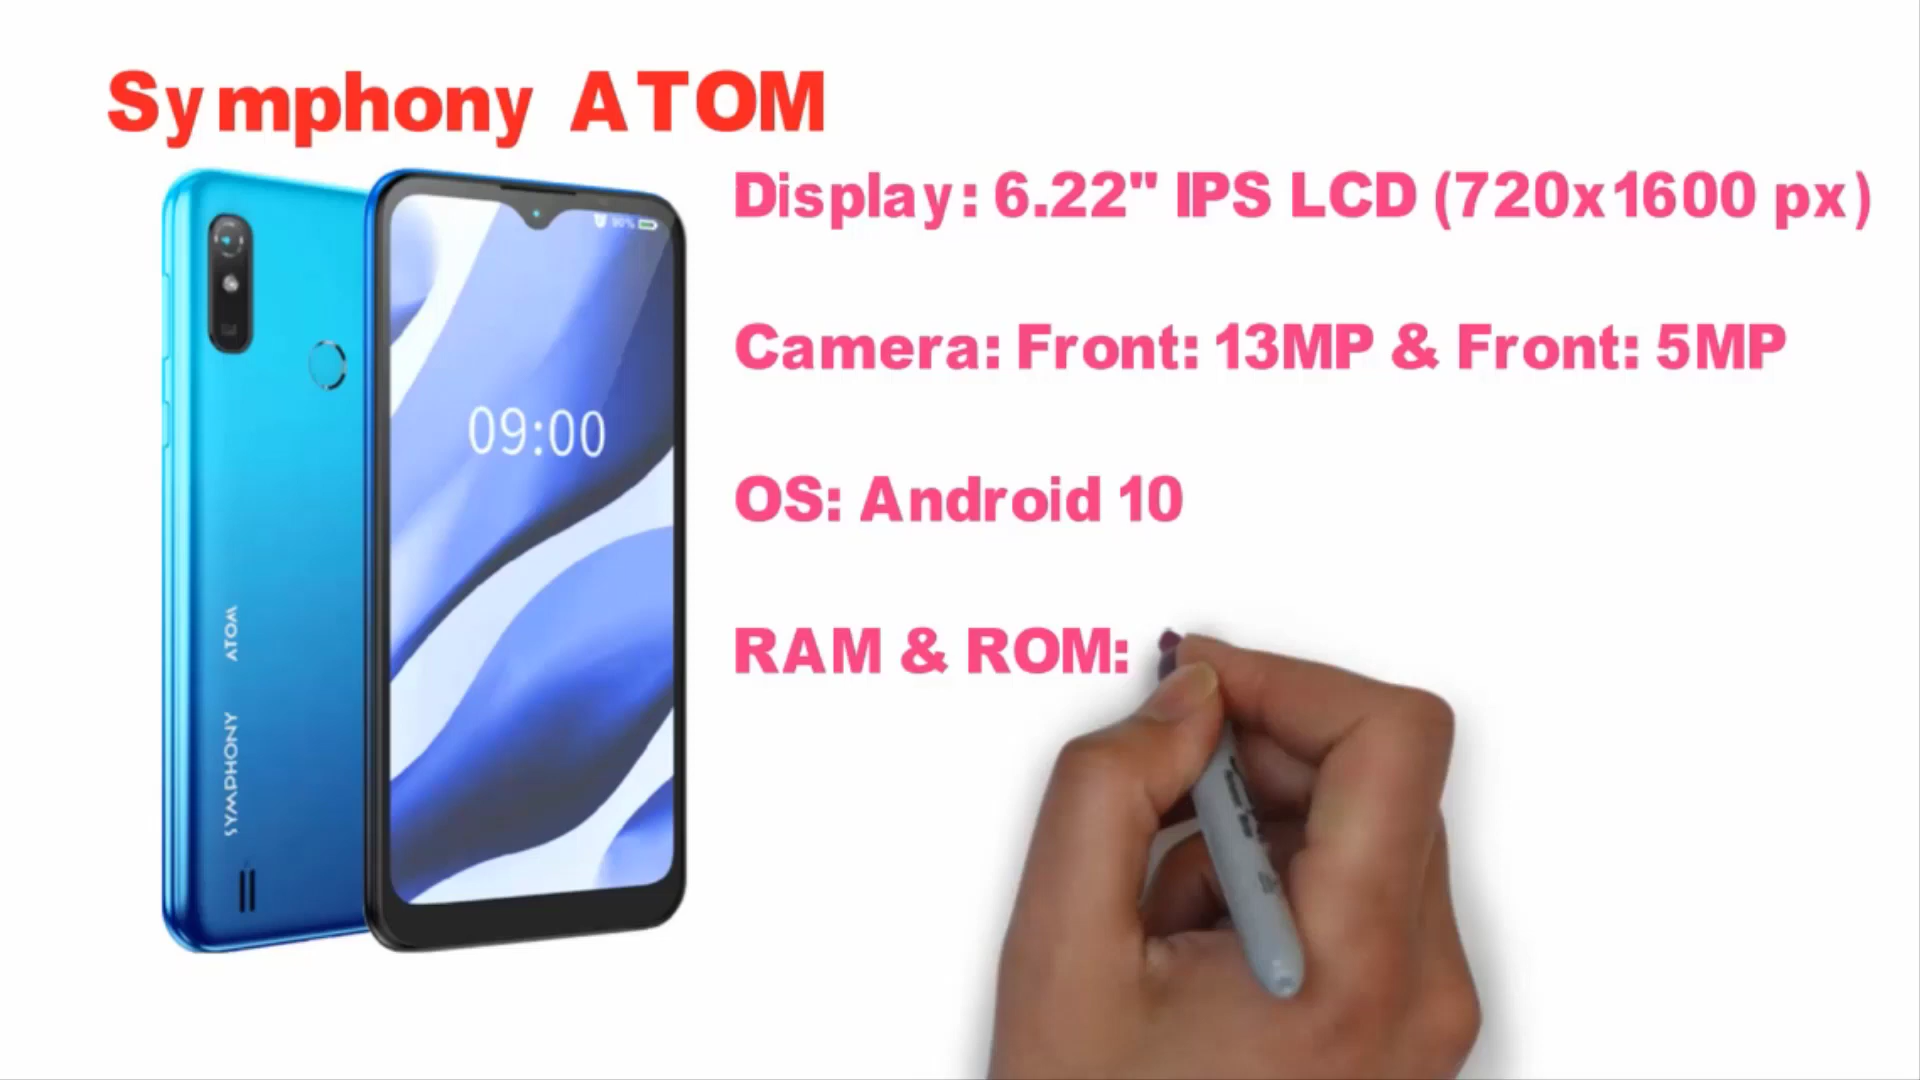 Symphony ATOM
Display: 6.22" IPS LCD (720x1600 px)
Camera: Front: 13MP & Front: 5MP
OS: Android 10
RAM & ROM:
90%
09:00
SYMPHONY ATOM